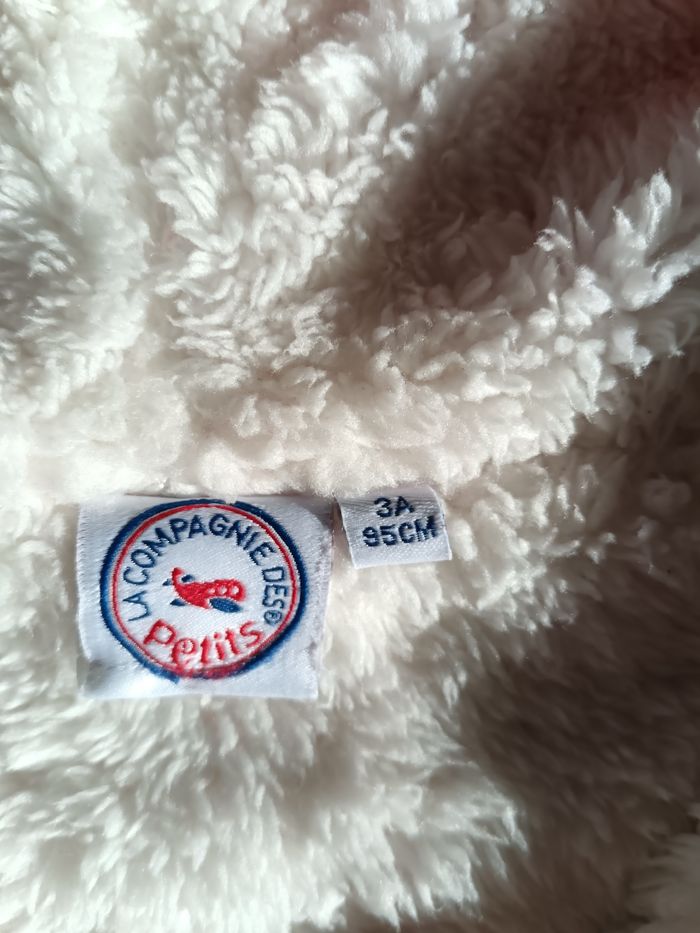 LA COMPAGNIE DES®
Petits
3A
95CM